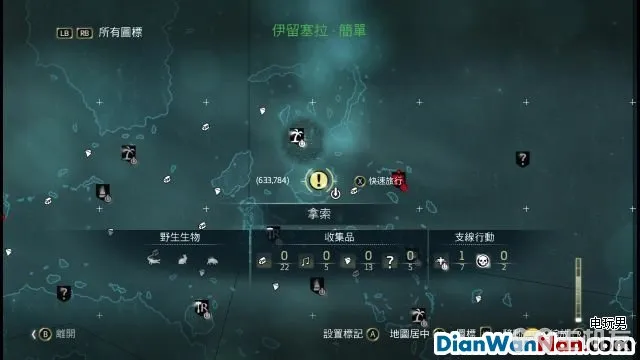 LB RB 所有圖標
伊留塞拉 · 簡單
(633,784)
X 快速旅行
拿索
野生生物
收集品
支線行動
0 0 0 0 1 0
22 5 13 5 7 2
B 離開
設置標記 A 地圖居中
圖標
电玩男
DianWanNan.com